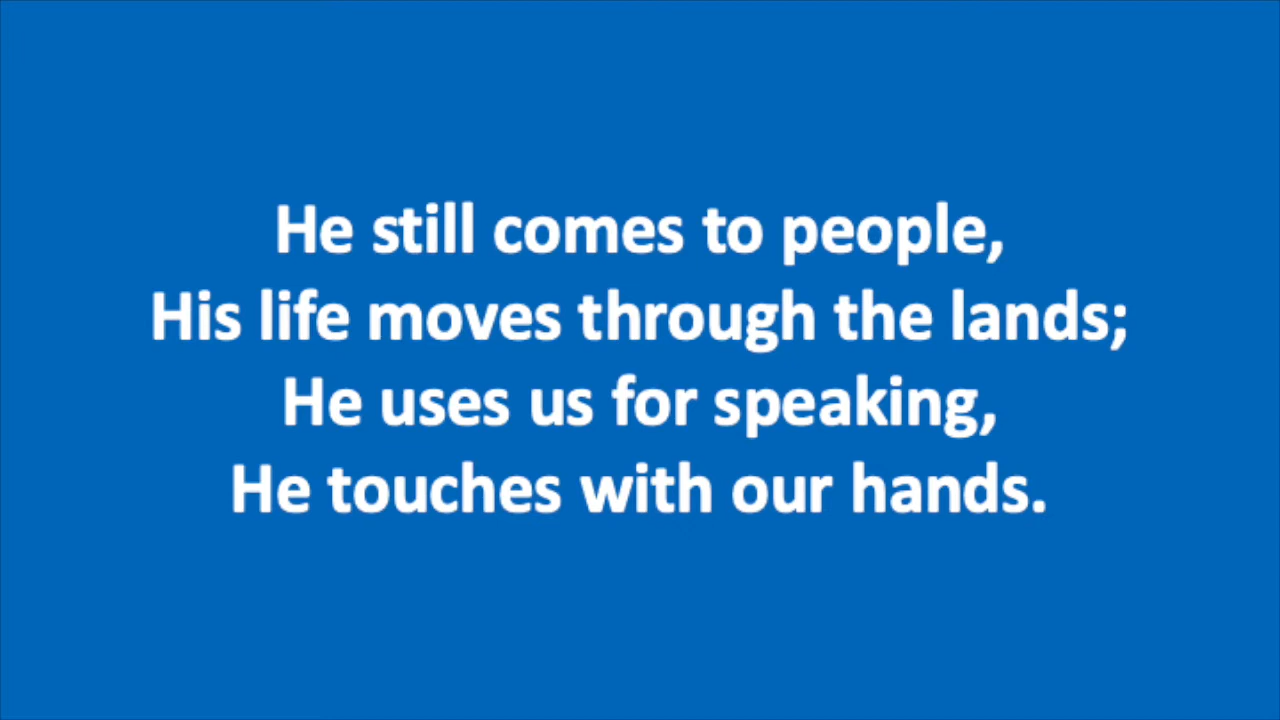 He still comes to people,
His life moves through the lands;
He uses us for speaking,
He touches with our hands.